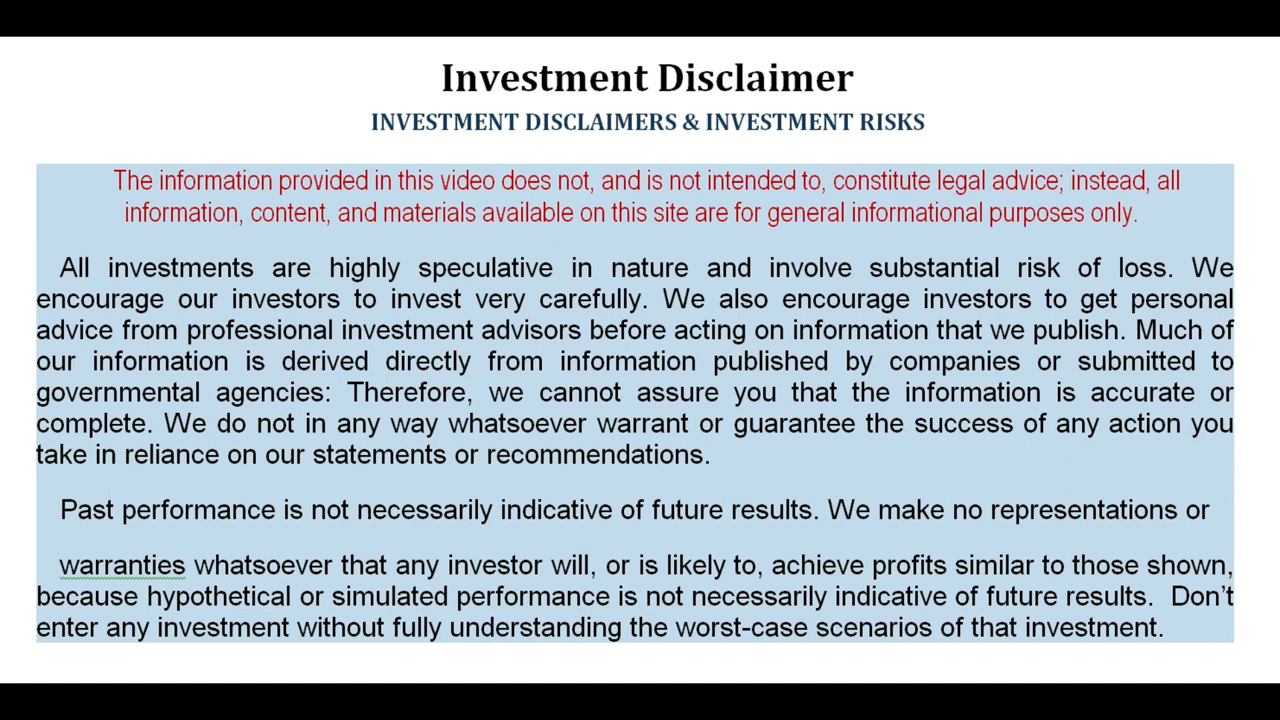 Investment Disclaimer
INVESTMENT DISCLAIMERS & INVESTMENT RISKS
The information provided in this video does not, and is not intended to, constitute legal advice; instead, all
information, content, and materials available on this site are for general informational purposes only.
All investments are highly speculative in nature and involve substantial risk of loss. We
encourage our investors to invest very carefully. We also encourage investors to get personal
advice from professional investment advisors before acting on information that we publish. Much of
our information is derived directly from information published by companies or submitted to
governmental agencies: Therefore, we cannot assure you that the information is accurate or
complete. We do not in any way whatsoever warrant or guarantee the success of any action you
take in reliance on our statements or recommendations.
Past performance is not necessarily indicative of future results. We make no representations or
warranties whatsoever that any investor will, or is likely to, achieve profits similar to those shown,
because hypothetical or simulated performance is not necessarily indicative of future results. Don’t
enter any investment without fully understanding the worst-case scenarios of that investment.